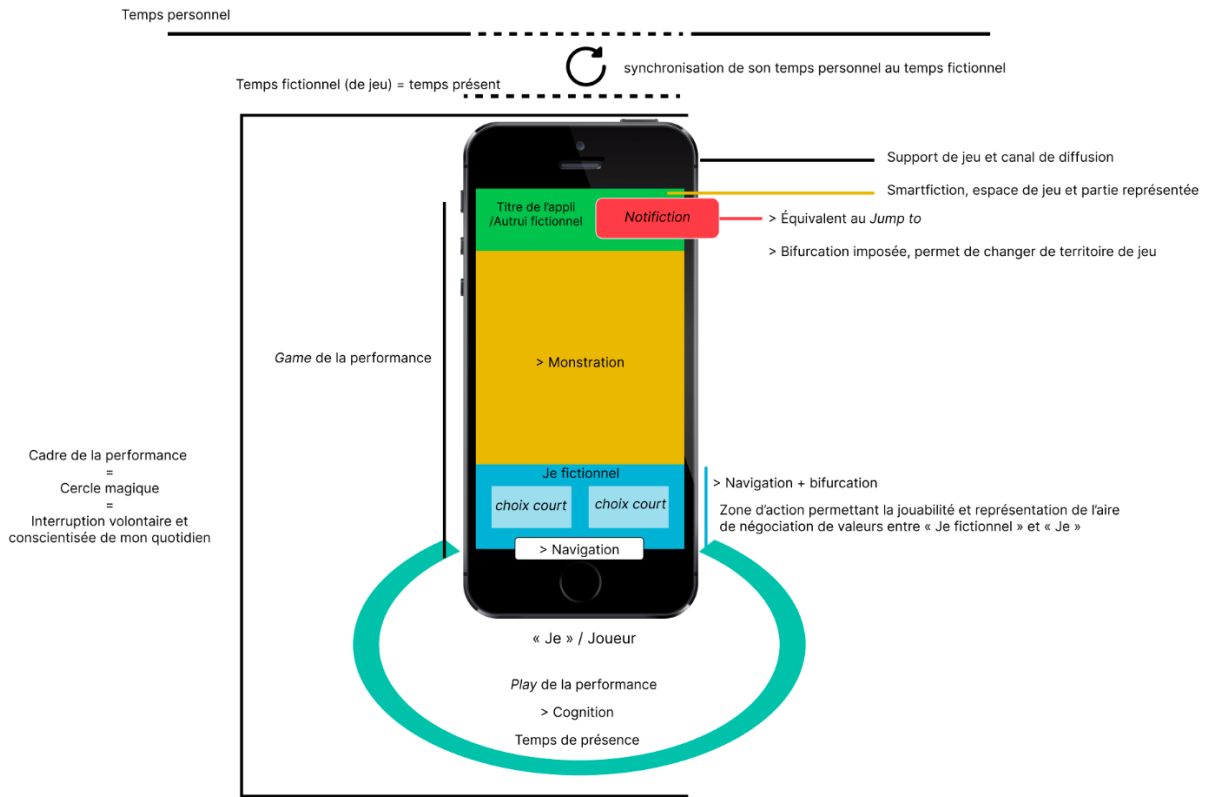 Temps personnel
synchronisation de son temps personnel au temps fictionnel
Temps fictionnel (de jeu) = temps présent
Support de jeu et canal de diffusion
Smartfiction, espace de jeu et partie représentée
Titre de l'appli
/Autrui fictionnel
Notifiction
> Équivalent au Jump to
> Bifurcation imposée, permet de changer de territoire de jeu
Game de la performance
> Monstration
Cadre de la performance
=
Cercle magique
=
Interruption volontaire et
conscientisée de mon quotidien
Je fictionnel
choix court
choix court
> Navigation
> Navigation + bifurcation
Zone d'action permettant la jouabilité et représentation de l'aire
de négociation de valeurs entre « Je fictionnel » et « Je »
« Je » / Joueur
Play de la performance
> Cognition
Temps de présence